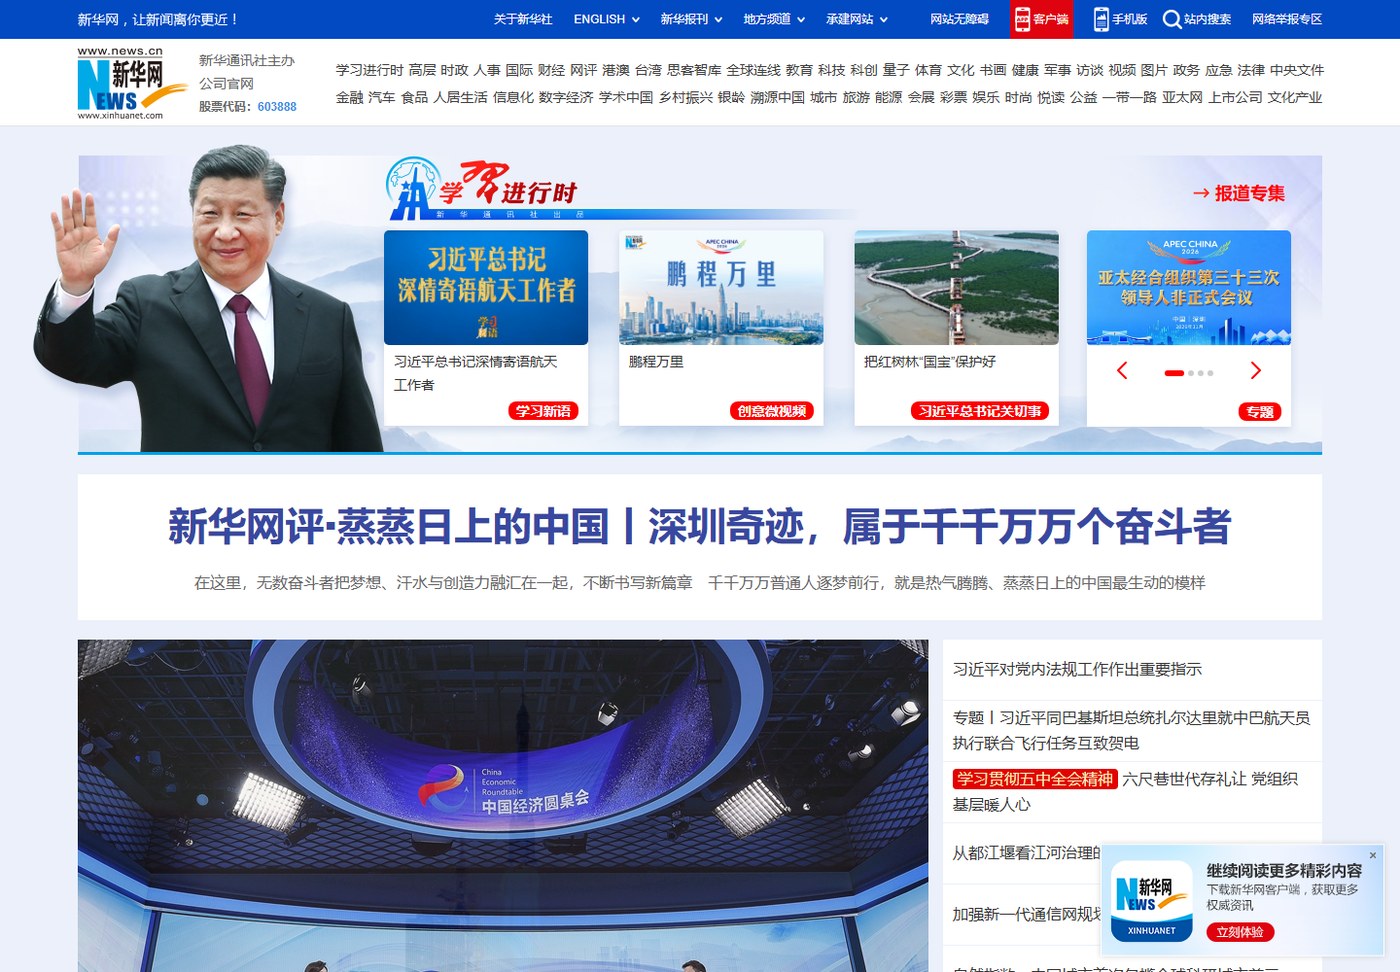 新华网，让新闻离你更近！
关于新华社 ENGLISH 新华报刊 地方频道 承建网站 网站无障碍 客户端 手机版 站内搜索 网络举报专区
www.news.cn
新华网
NEWS
www.xinhuanet.com
新华通讯社主办
公司官网
股票代码：603888
学习进行时 高层 时政 人事 国际 财经 网评 港澳 台湾 思客智库 全球连线 教育 科技 科创 量子 体育 文化 书画 健康 军事 访谈 视频 图片 政务 应急 法律 中央文件
金融 汽车 食品 人居生活 信息化 数字经济 学术中国 乡村振兴 银龄 溯源中国 城市 旅游 能源 会展 彩票 娱乐 时尚 悦读 公益 一带一路 亚太网 上市公司 文化产业
学习进行时
新华通讯社出品
→ 报道专集
习近平总书记
深情寄语航天工作者
学习新语
习近平总书记深情寄语航天
工作者
学习新语
APEC CHINA
鹏程万里
鹏程万里
创意微视频
把红树林“国宝”保护好
习近平总书记关切事
APEC CHINA
2026
亚太经合组织第三十三次
领导人非正式会议
中国 | 深圳
专题
新华网评·蒸蒸日上的中国丨深圳奇迹，属于千千万万个奋斗者
在这里，无数奋斗者把梦想、汗水与创造力融汇在一起，不断书写新篇章 千千万万普通人逐梦前行，就是热气腾腾、蒸蒸日上的中国最生动的模样
China
Economic
Roundtable
中国经济圆桌会
习近平对党内法规工作作出重要指示
专题丨习近平同巴基斯坦总统扎尔达里就中巴航天员
执行联合飞行任务互致贺电
学习贯彻五中全会精神 六尺巷世代存礼让 党组织
基层暖人心
从都江堰看江河治理的
加强新一代通信网规划
继续阅读更多精彩内容
下载新华网客户端，获取更多
权威资讯
立刻体验
新华网
NEWS
XINHUANET